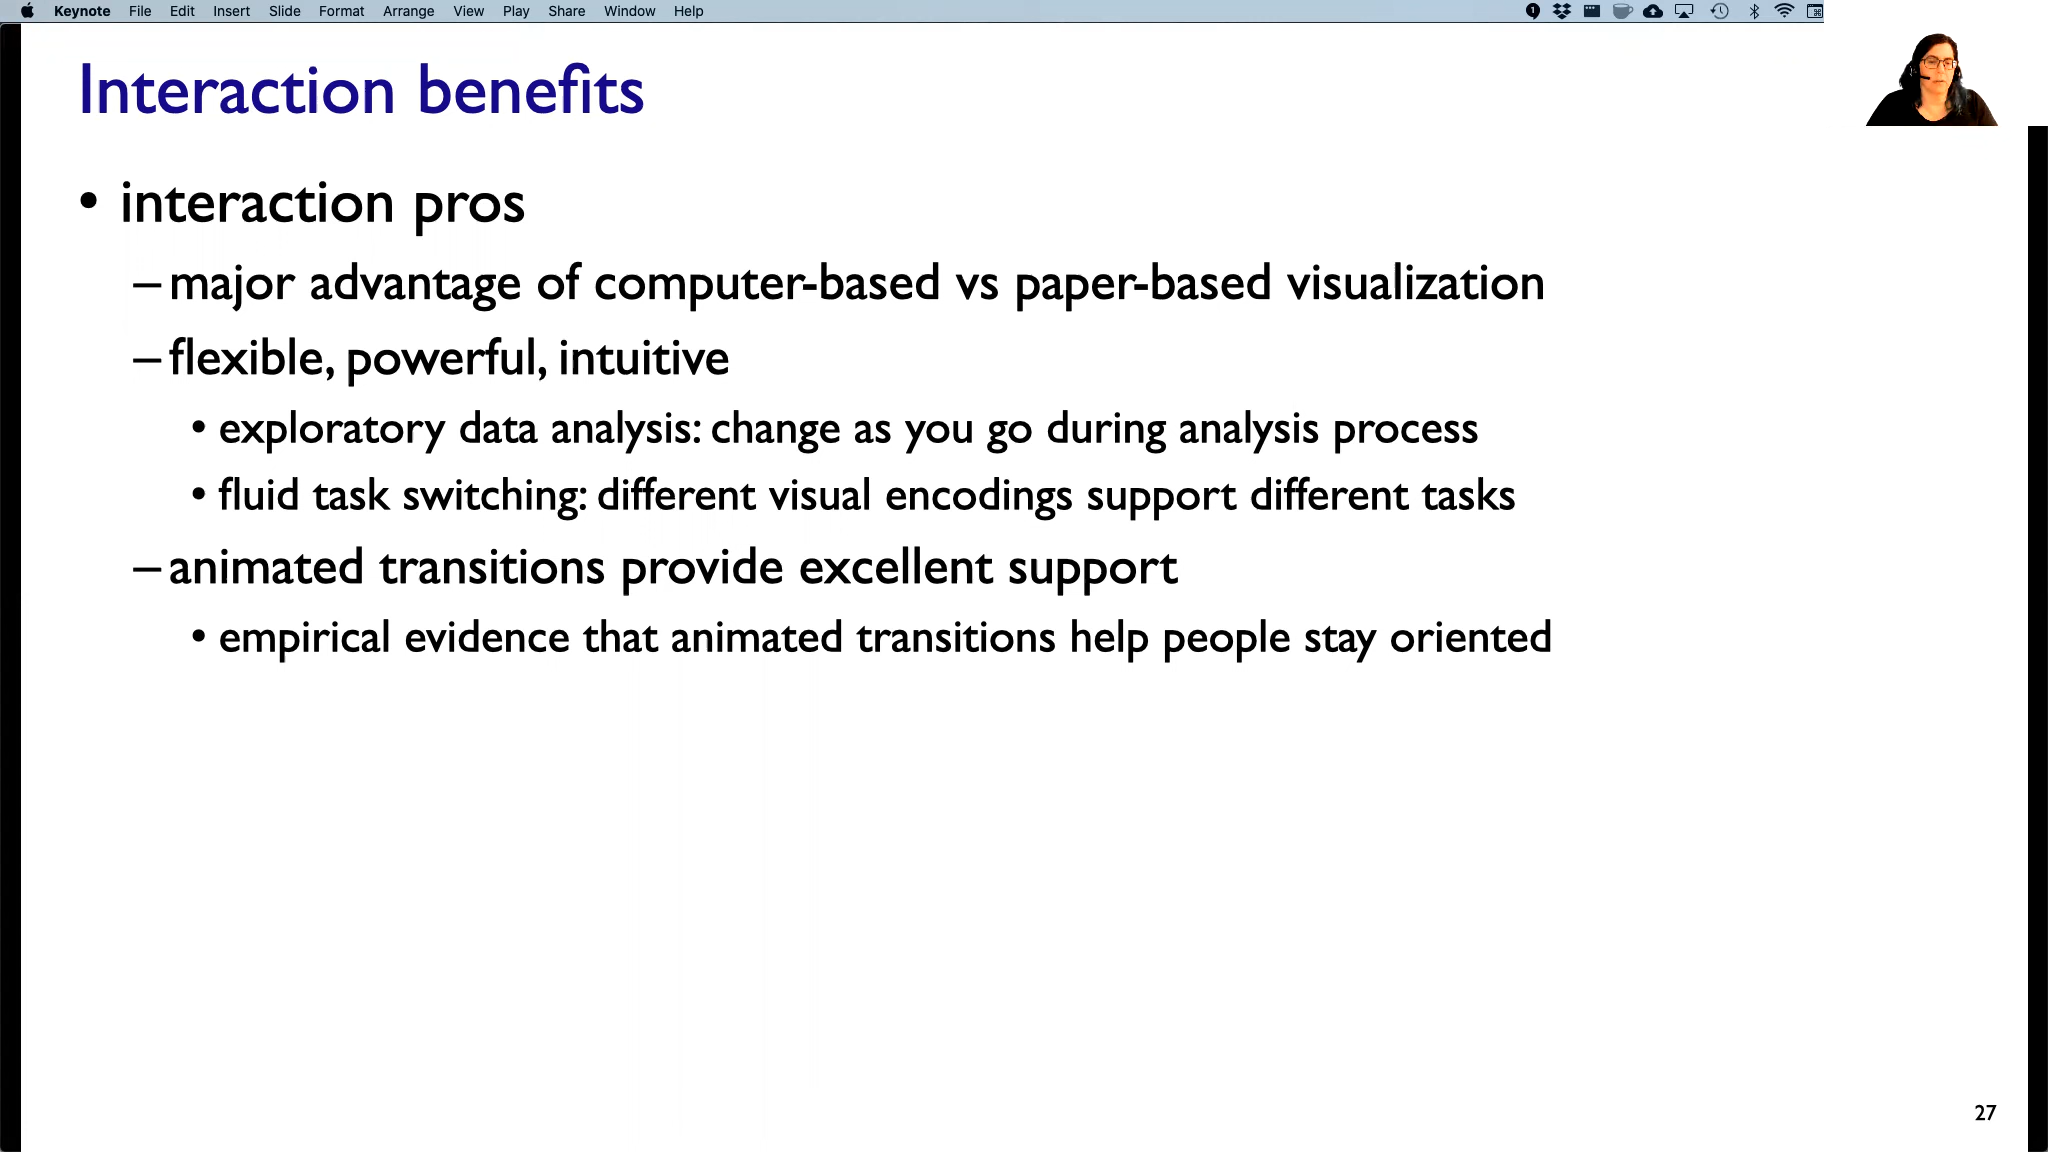 Keynote File Edit Insert Slide Format Arrange View Play Share Window Help
Interaction benefits
• interaction pros
– major advantage of computer-based vs paper-based visualization
– flexible, powerful, intuitive
• exploratory data analysis: change as you go during analysis process
• fluid task switching: different visual encodings support different tasks
– animated transitions provide excellent support
• empirical evidence that animated transitions help people stay oriented
27